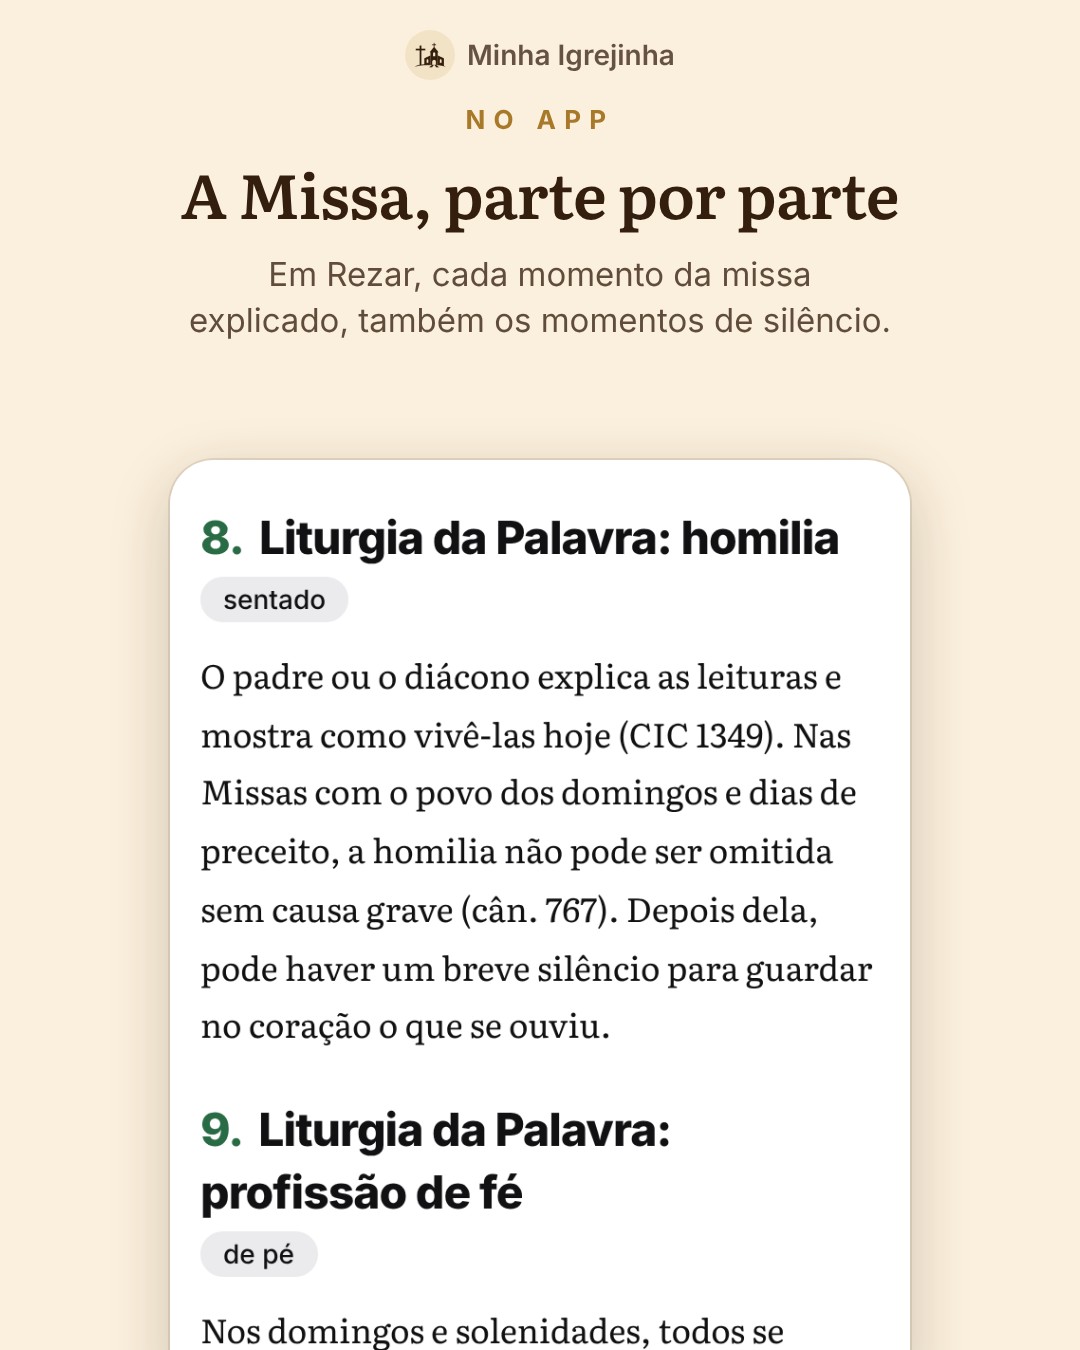 Minha Igrejinha
NO APP
A Missa, parte por parte
Em Rezar, cada momento da missa
explicado, também os momentos de silêncio.
8. Liturgia da Palavra: homilia
sentado
O padre ou o diácono explica as leituras e
mostra como vivê-las hoje (CIC 1349). Nas
Missas com o povo dos domingos e dias de
preceito, a homilia não pode ser omitida
sem causa grave (cân. 767). Depois dela,
pode haver um breve silêncio para guardar
no coração o que se ouviu.
9. Liturgia da Palavra:
profissão de fé
de pé
Nos domingos e solenidades, todos se